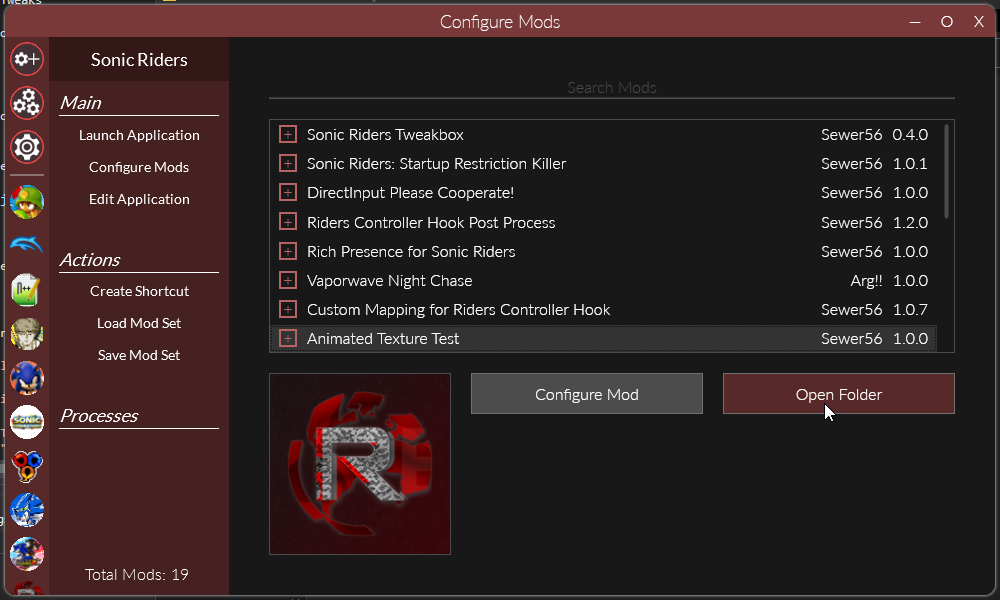 Tweaks
Configure Mods
Sonic Riders
Main
Launch Application
Configure Mods
Edit Application
Actions
Create Shortcut
Load Mod Set
Save Mod Set
Processes
Total Mods: 19
Search Mods
Sonic Riders Tweakbox Sewer56 0.4.0
Sonic Riders: Startup Restriction Killer Sewer56 1.0.1
DirectInput Please Cooperate! Sewer56 1.0.0
Riders Controller Hook Post Process Sewer56 1.2.0
Rich Presence for Sonic Riders Sewer56 1.0.0
Vaporwave Night Chase Arg!! 1.0.0
Custom Mapping for Riders Controller Hook Sewer56 1.0.7
Animated Texture Test Sewer56 1.0.0
R
Configure Mod
Open Folder